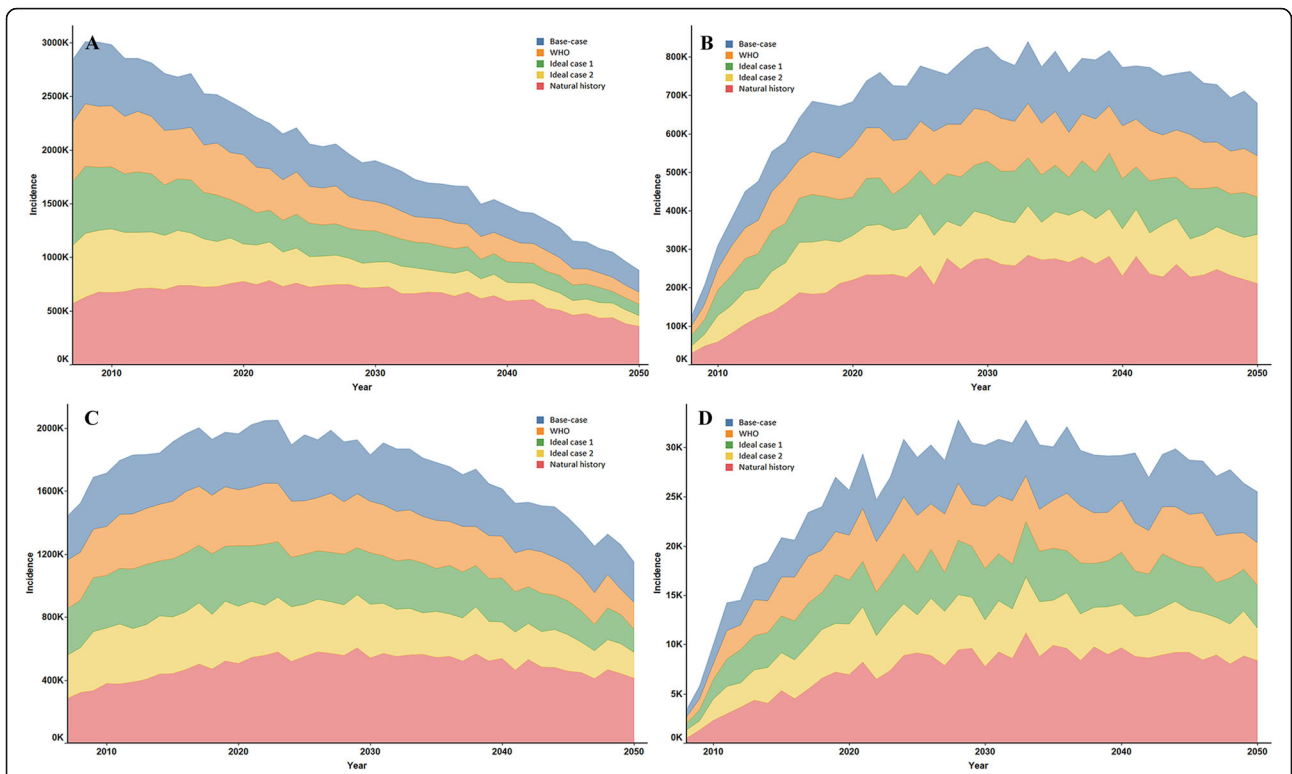 A
Incidence
3000K
2500K
2000K
1500K
1000K
500K
0K
Base-case
WHO
Ideal case 1
Ideal case 2
Natural history
2010
2020
2030
2040
2050
Year
B
Incidence
800K
700K
600K
500K
400K
300K
200K
100K
0K
Base-case
WHO
Ideal case 1
Ideal case 2
Natural history
2010
2020
2030
2040
2050
Year
C
Incidence
2000K
1600K
1200K
800K
400K
0K
Base-case
WHO
Ideal case 1
Ideal case 2
Natural history
2010
2020
2030
2040
2050
Year
D
Incidence
30K
25K
20K
15K
10K
5K
0K
Base-case
WHO
Ideal case 1
Ideal case 2
Natural history
2010
2020
2030
2040
2050
Year